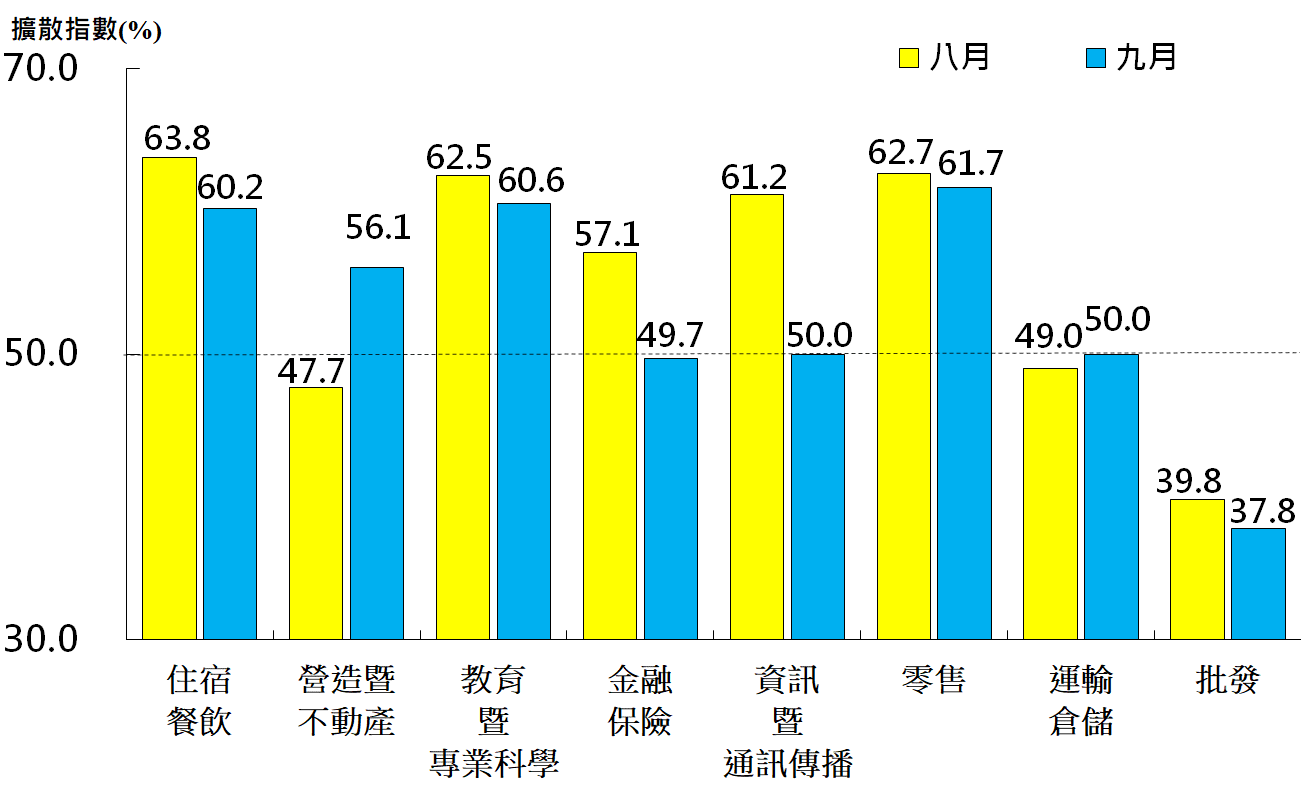 擴散指數(%)
八月
九月
70.0
50.0
30.0
63.8
60.2
47.7
56.1
62.5
60.6
57.1
49.7
61.2
50.0
62.7
61.7
49.0
50.0
39.8
37.8
住宿
餐飲
營造暨
不動產
教育
暨
專業科學
金融
保險
資訊
暨
通訊傳播
零售
運輸
倉儲
批發